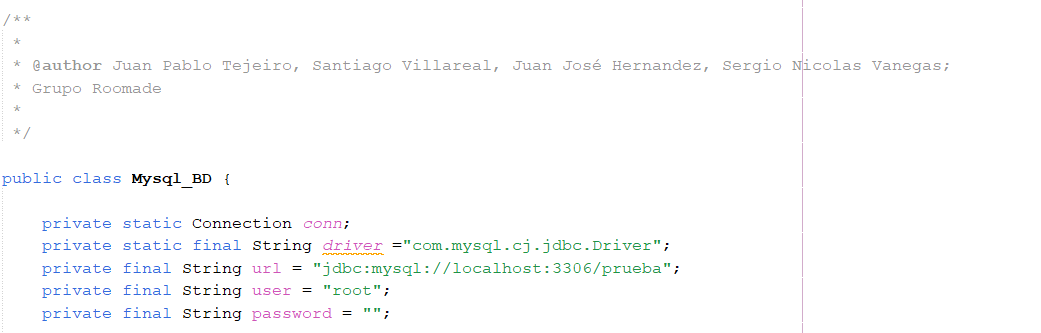 /**
 *
 * @author Juan Pablo Tejeiro, Santiago Villareal, Juan José Hernandez, Sergio Nicolas Vanegas;
 * Grupo Roomade
 *
 */
public class Mysql_BD {
    private static Connection conn;
    private static final String driver ="com.mysql.cj.jdbc.Driver";
    private final String url = "jdbc:mysql://localhost:3306/prueba";
    private final String user = "root";
    private final String password = "";